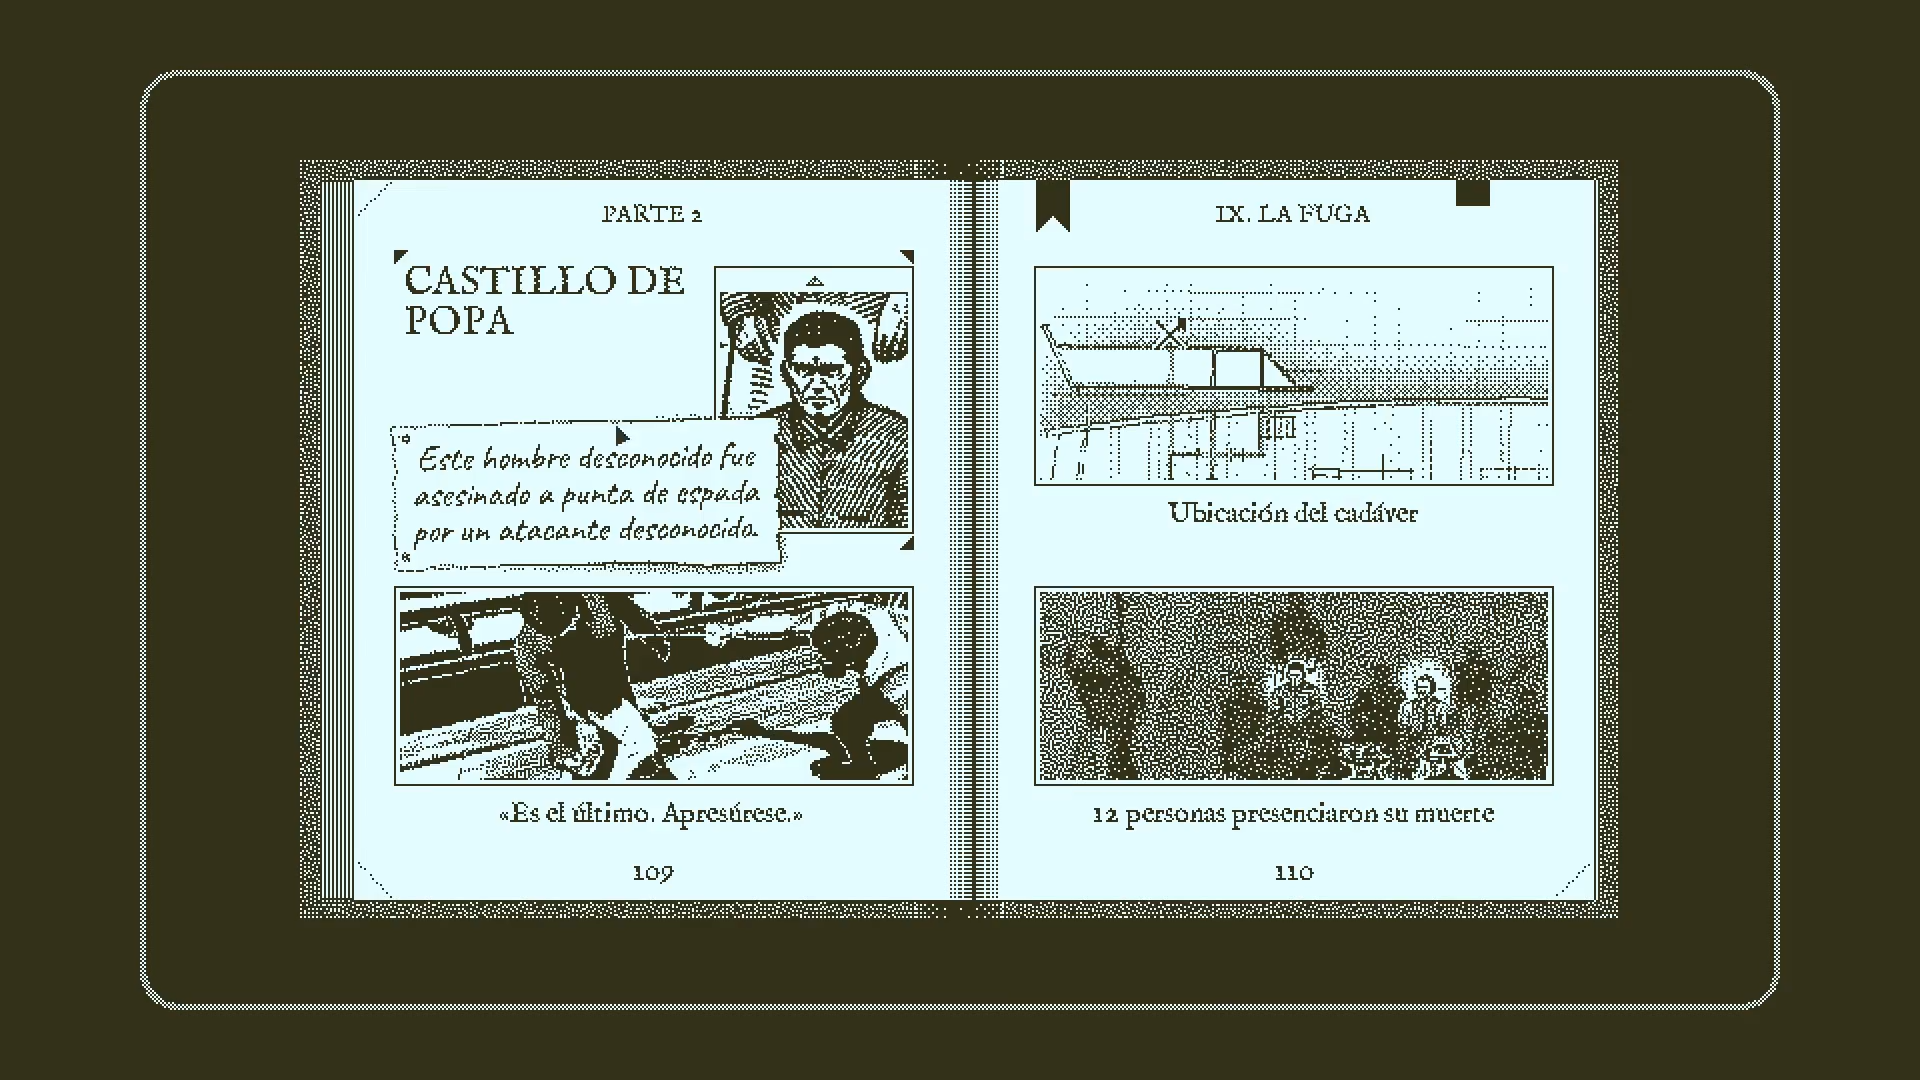 PARTE 2
CASTILLO DE
POPA
Este hombre desconocido fue
asesinado a punta de espada
por un atacante desconocido.
«Es el último. Apresúrese.»
109
IX. LA FUGA
Ubicación del cadáver
12 personas presenciaron su muerte
110